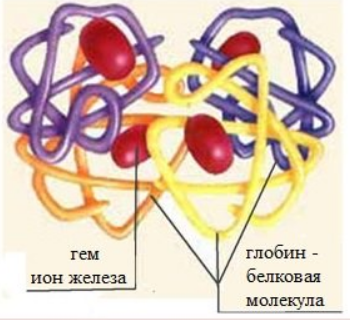 гем
ион железа
глобин -
белковая
молекула